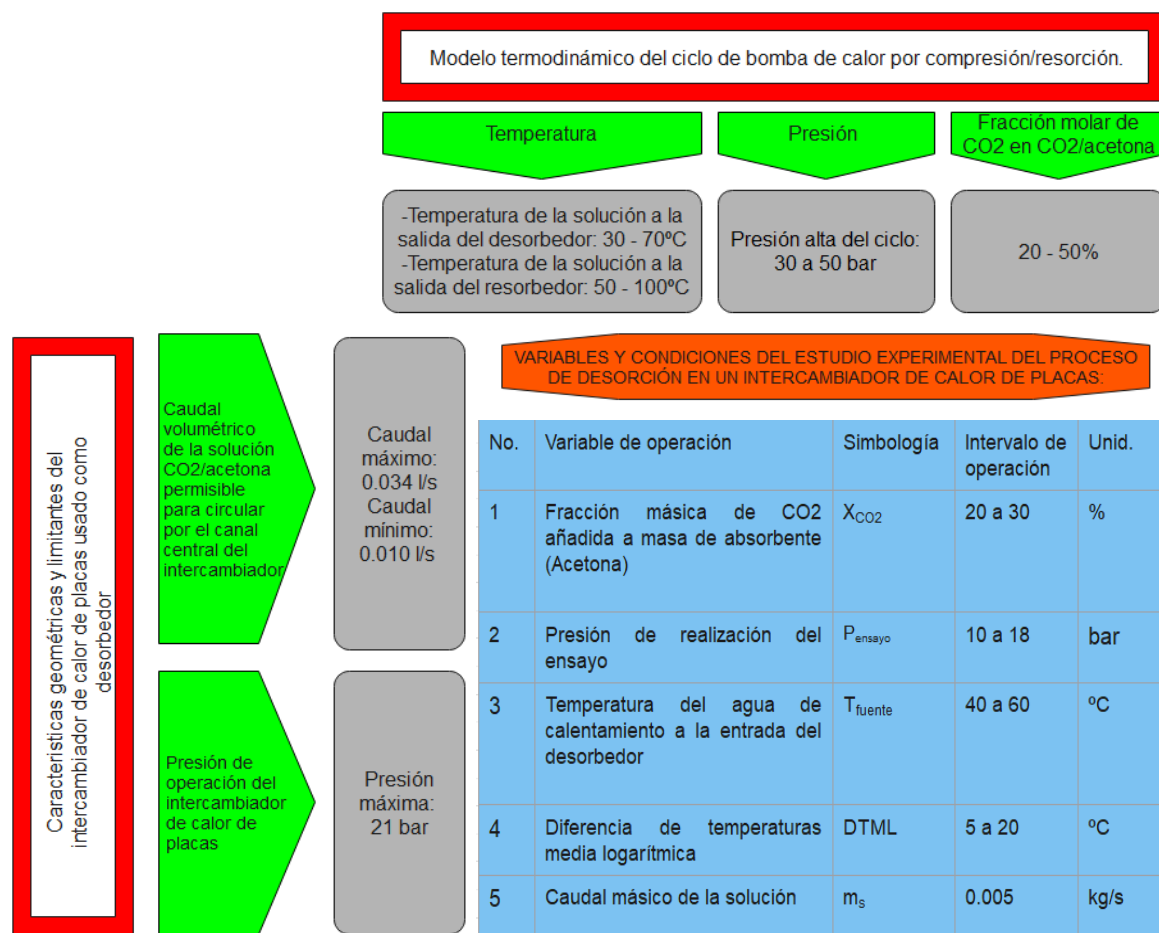 Modelo termodinámico del ciclo de bomba de calor por compresión/resorción.
Temperatura
Presión
Fracción molar de
CO2 en CO2/acetona
-Temperatura de la solución a la
salida del desorbedor: 30 - 70ºC
-Temperatura de la solución a la
salida del resorbedor: 50 - 100ºC
Presión alta del ciclo:
30 a 50 bar
20 - 50%
Características geométricas y limitantes del
intercambiador de calor de placas usado como
desorbedor
Caudal
volumétrico
de la solución
CO2/acetona
permisible
para circular
por el canal
central del
intercambiador
Caudal
máximo:
0.034 l/s
Caudal
mínimo:
0.010 l/s
Presión de
operación del
intercambiador
de calor de
placas
Presión
máxima:
21 bar
VARIABLES Y CONDICIONES DEL ESTUDIO EXPERIMENTAL DEL PROCESO
DE DESORCIÓN EN UN INTERCAMBIADOR DE CALOR DE PLACAS:
No. Variable de operación Simbología Intervalo de operación Unid.
1 Fracción másica de CO2 X_CO2 20 a 30 %
añadida a masa de absorbente
(Acetona)
2 Presión de realización del P_ensayo 10 a 18 bar
ensayo
3 Temperatura del agua de T_fuente 40 a 60 ºC
calentamiento a la entrada del
desorbedor
4 Diferencia de temperaturas DTML 5 a 20 ºC
media logarítmica
5 Caudal másico de la solución m_s 0.005 kg/s